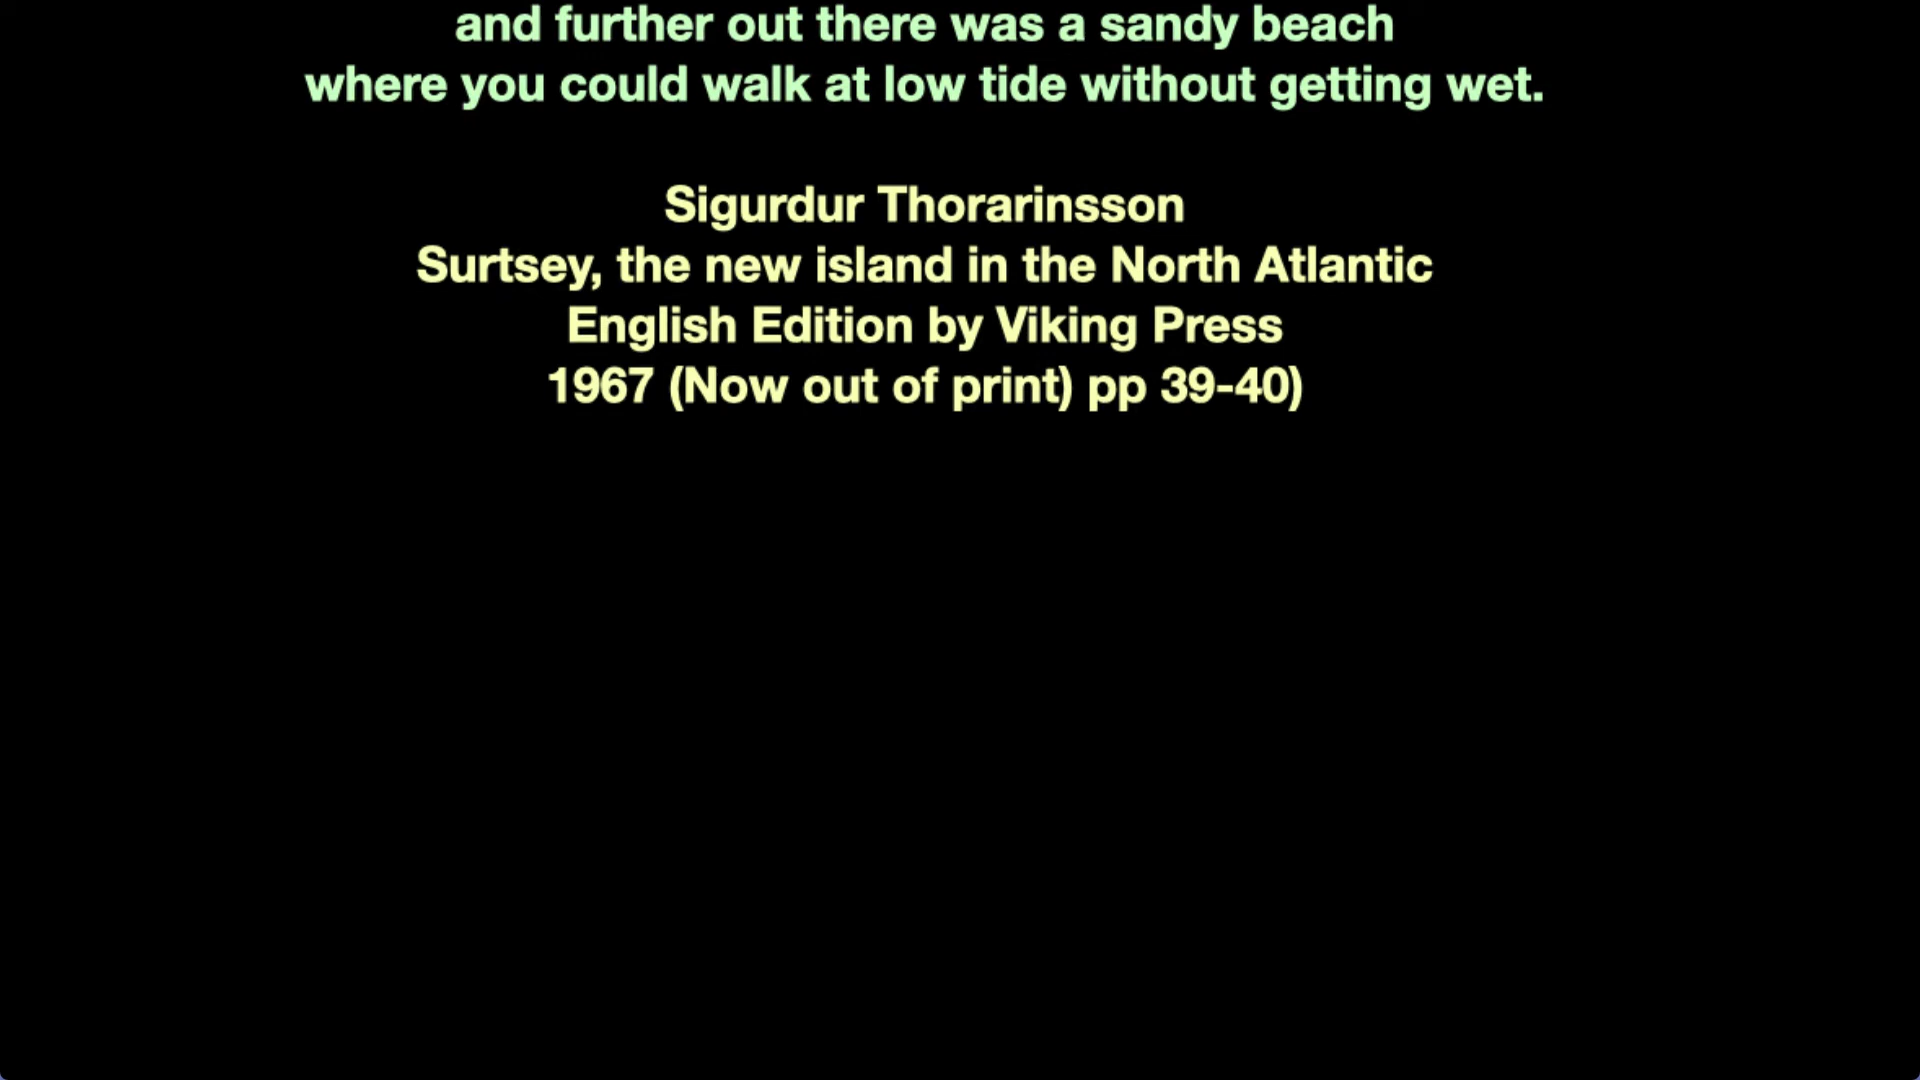 and further out there was a sandy beach
where you could walk at low tide without getting wet.
Sigurdur Thorarinsson
Surtsey, the new island in the North Atlantic
English Edition by Viking Press
1967 (Now out of print) pp 39-40)